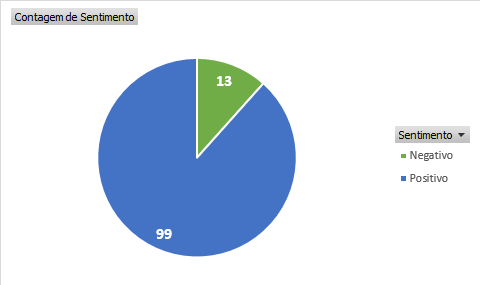 Contagem de Sentimento
13
Sentimento
Negativo
Positivo
99